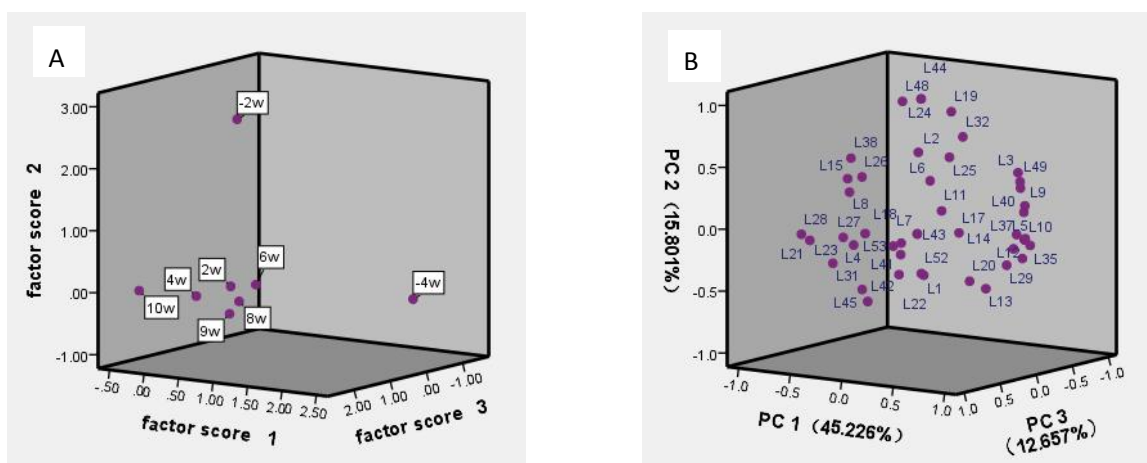 A
3.00
2.00
1.00
.00
-1.00
factor score 2
-2w
6w
2w
4w
-4w
10w
8w
9w
-.50
.00
.50
1.00
1.50
2.00
2.50
factor score 1
2.00
1.00
.00
-1.00
factor score 3
B
1.0
0.5
0.0
-0.5
-1.0
PC 2 (15.801%)
L44
L48
L19
L24
L32
L2
L38
L26
L15
L6
L25
L3
L49
L8
L11
L9
L40
L28
L27
L18
L7
L17
L37
L5
L10
L21
L23
L4
L53
L43
L14
L12
L35
L31
L41
L52
L20
L29
L42
L45
L22
L1
L13
-1.0
-0.5
0.0
0.5
1.0
PC 1 (45.226%)
1.0
0.5
0.0
-0.5
-1.0
PC 3
(12.657%)